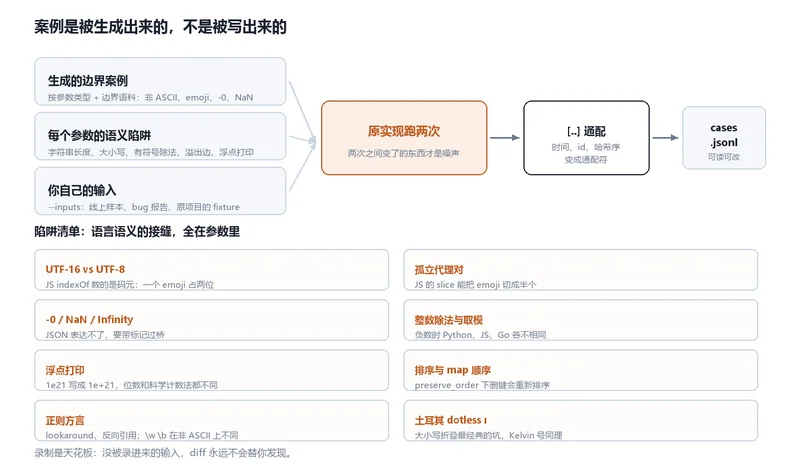 案例是被生成出来的，不是被写出来的
生成的边界案例
按参数类型 + 边界语料：非 ASCII、emoji、-0、NaN
每个参数的语义陷阱
字符串长度、大小写、有符号除法、溢出边、浮点打印
你自己的输入
--inputs：线上样本、bug 报告、原项目的 fixture
原实现跑两次
两次之间变了的东西才是噪声
[..] 通配
时间、id、哈希序
变成通配符
cases
.jsonl
可读可改
陷阱清单：语言语义的接缝，全在参数里
UTF-16 vs UTF-8
JS indexOf 数的是码元：一个 emoji 占两位
孤立代理对
JS 的 slice 能把 emoji 切成半个
-0 / NaN / Infinity
JSON 表达不了，要带标记过桥
整数除法与取模
负数时 Python、JS、Go 各不相同
浮点打印
1e21 写成 1e+21，位数和科学计数法都不同
排序与 map 顺序
preserve_order 下删键会重新排序
正则方言
lookaround、反向引用；\w \b 在非 ASCII 上不同
土耳其 dotless ı
大小写折叠最经典的坑，Kelvin 号同理
录制是天花板：没被录进来的输入，diff 永远不会替你发现。